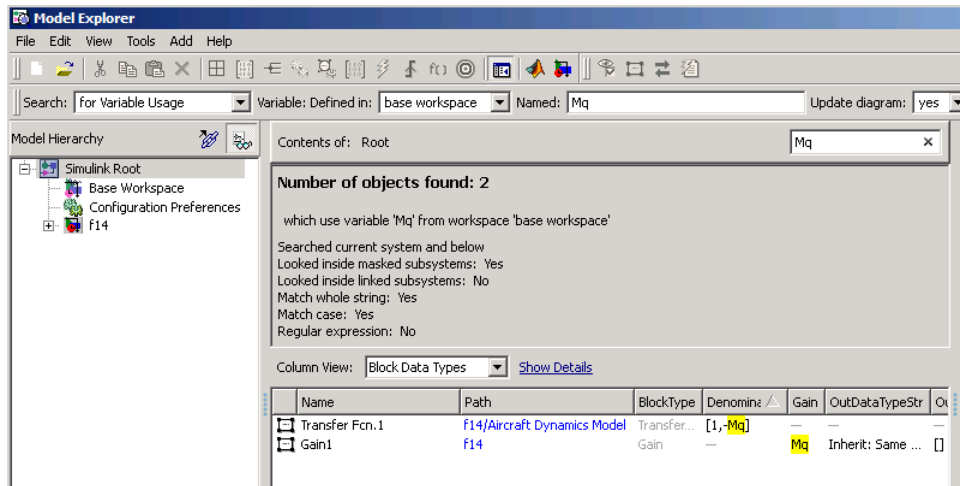 Model Explorer
File Edit View Tools Add Help
Search: for Variable Usage Variable: Defined in: base workspace Named: Mq Update diagram: yes
Model Hierarchy
Contents of: Root Mq
Simulink Root
Base Workspace
Configuration Preferences
f14
Number of objects found: 2
which use variable 'Mq' from workspace 'base workspace'
Searched current system and below
Looked inside masked subsystems: Yes
Looked inside linked subsystems: No
Match whole string: Yes
Match case: Yes
Regular expression: No
Column View: Block Data Types Show Details
Name Path BlockType Denomina Gain OutDataTypeStr
Transfer Fcn.1 f14/Aircraft Dynamics Model Transfer... [1,-Mq] — — —
Gain1 f14 Gain — Mq Inherit: Same ... []